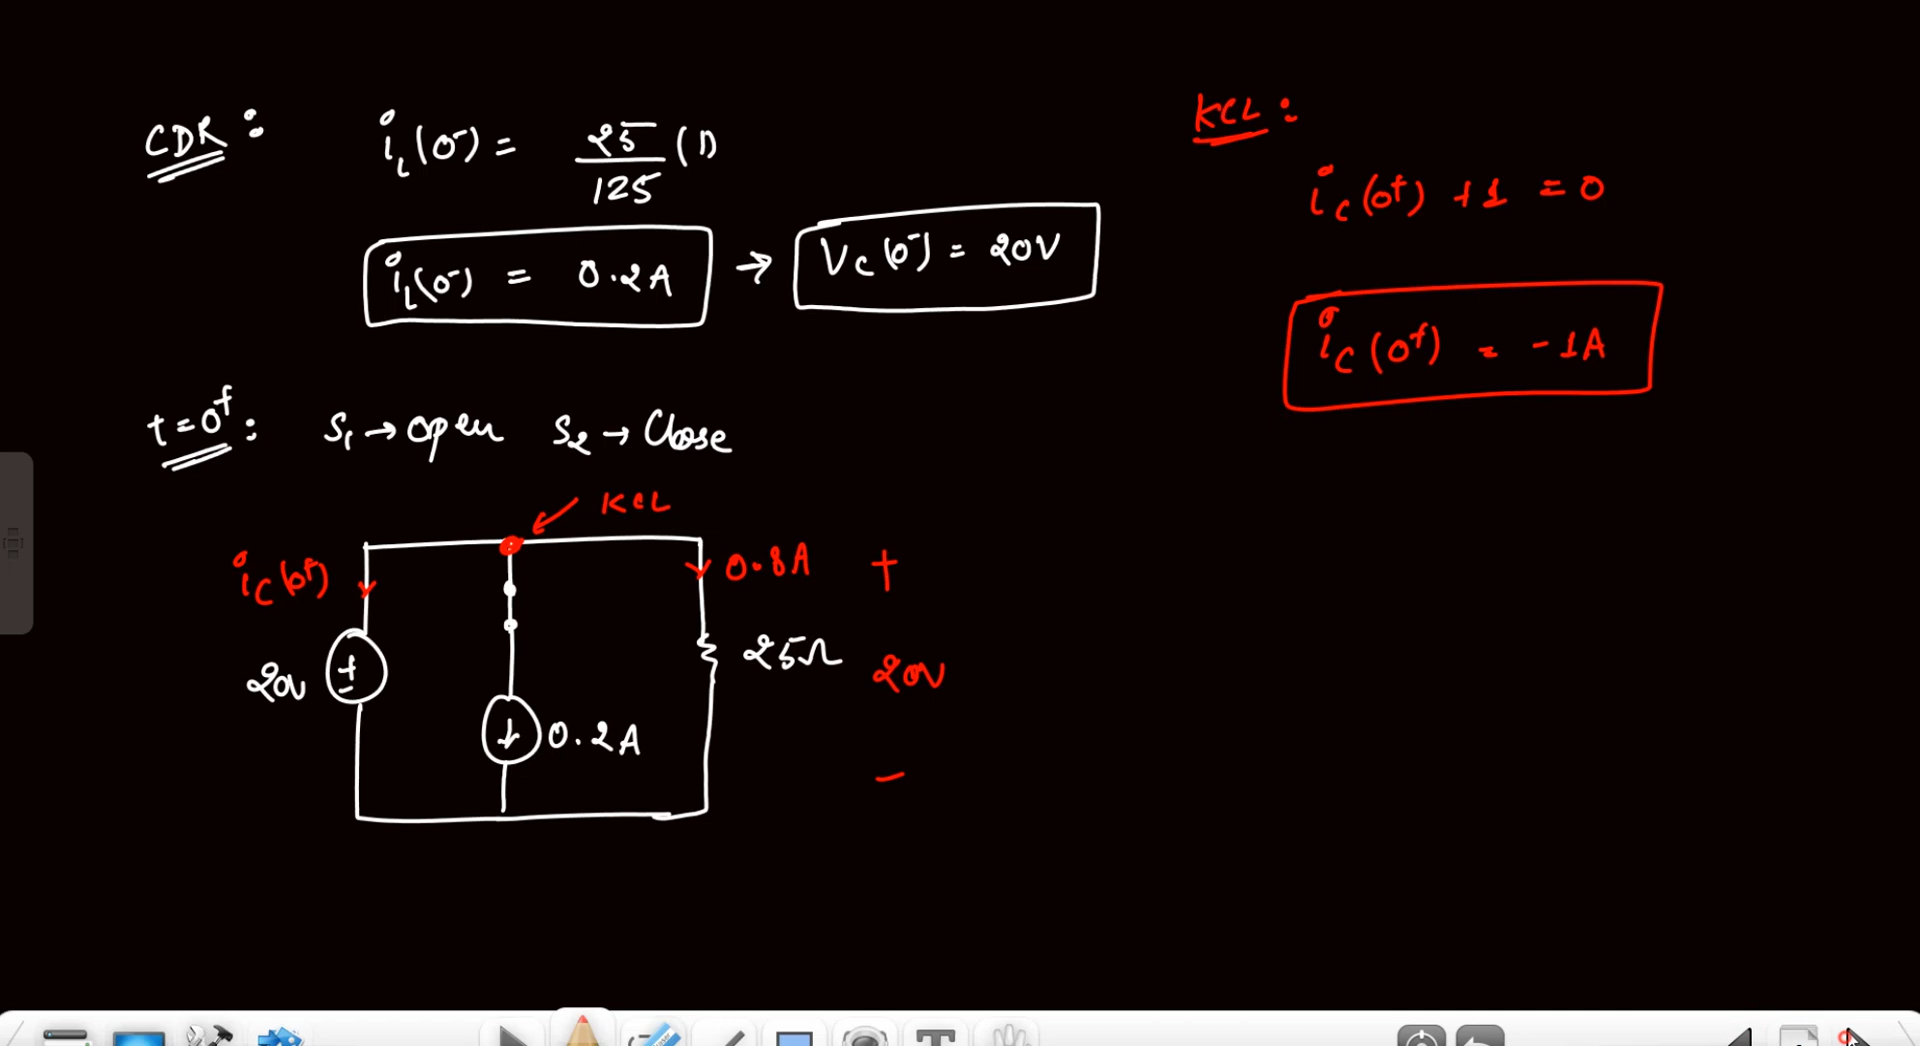 CDR: i_L(0⁻) = 25/125 (1)
i_L(0⁻) = 0.2A → V_C(0⁻) = 20V
t=0⁺: S₁→open S₂→Close
KCL
i_C(0⁺)
0.8A +
20V
25Ω
20V
0.2A
−
KCL:
i_C(0⁺) +1 = 0
i_C(0⁺) = -1A